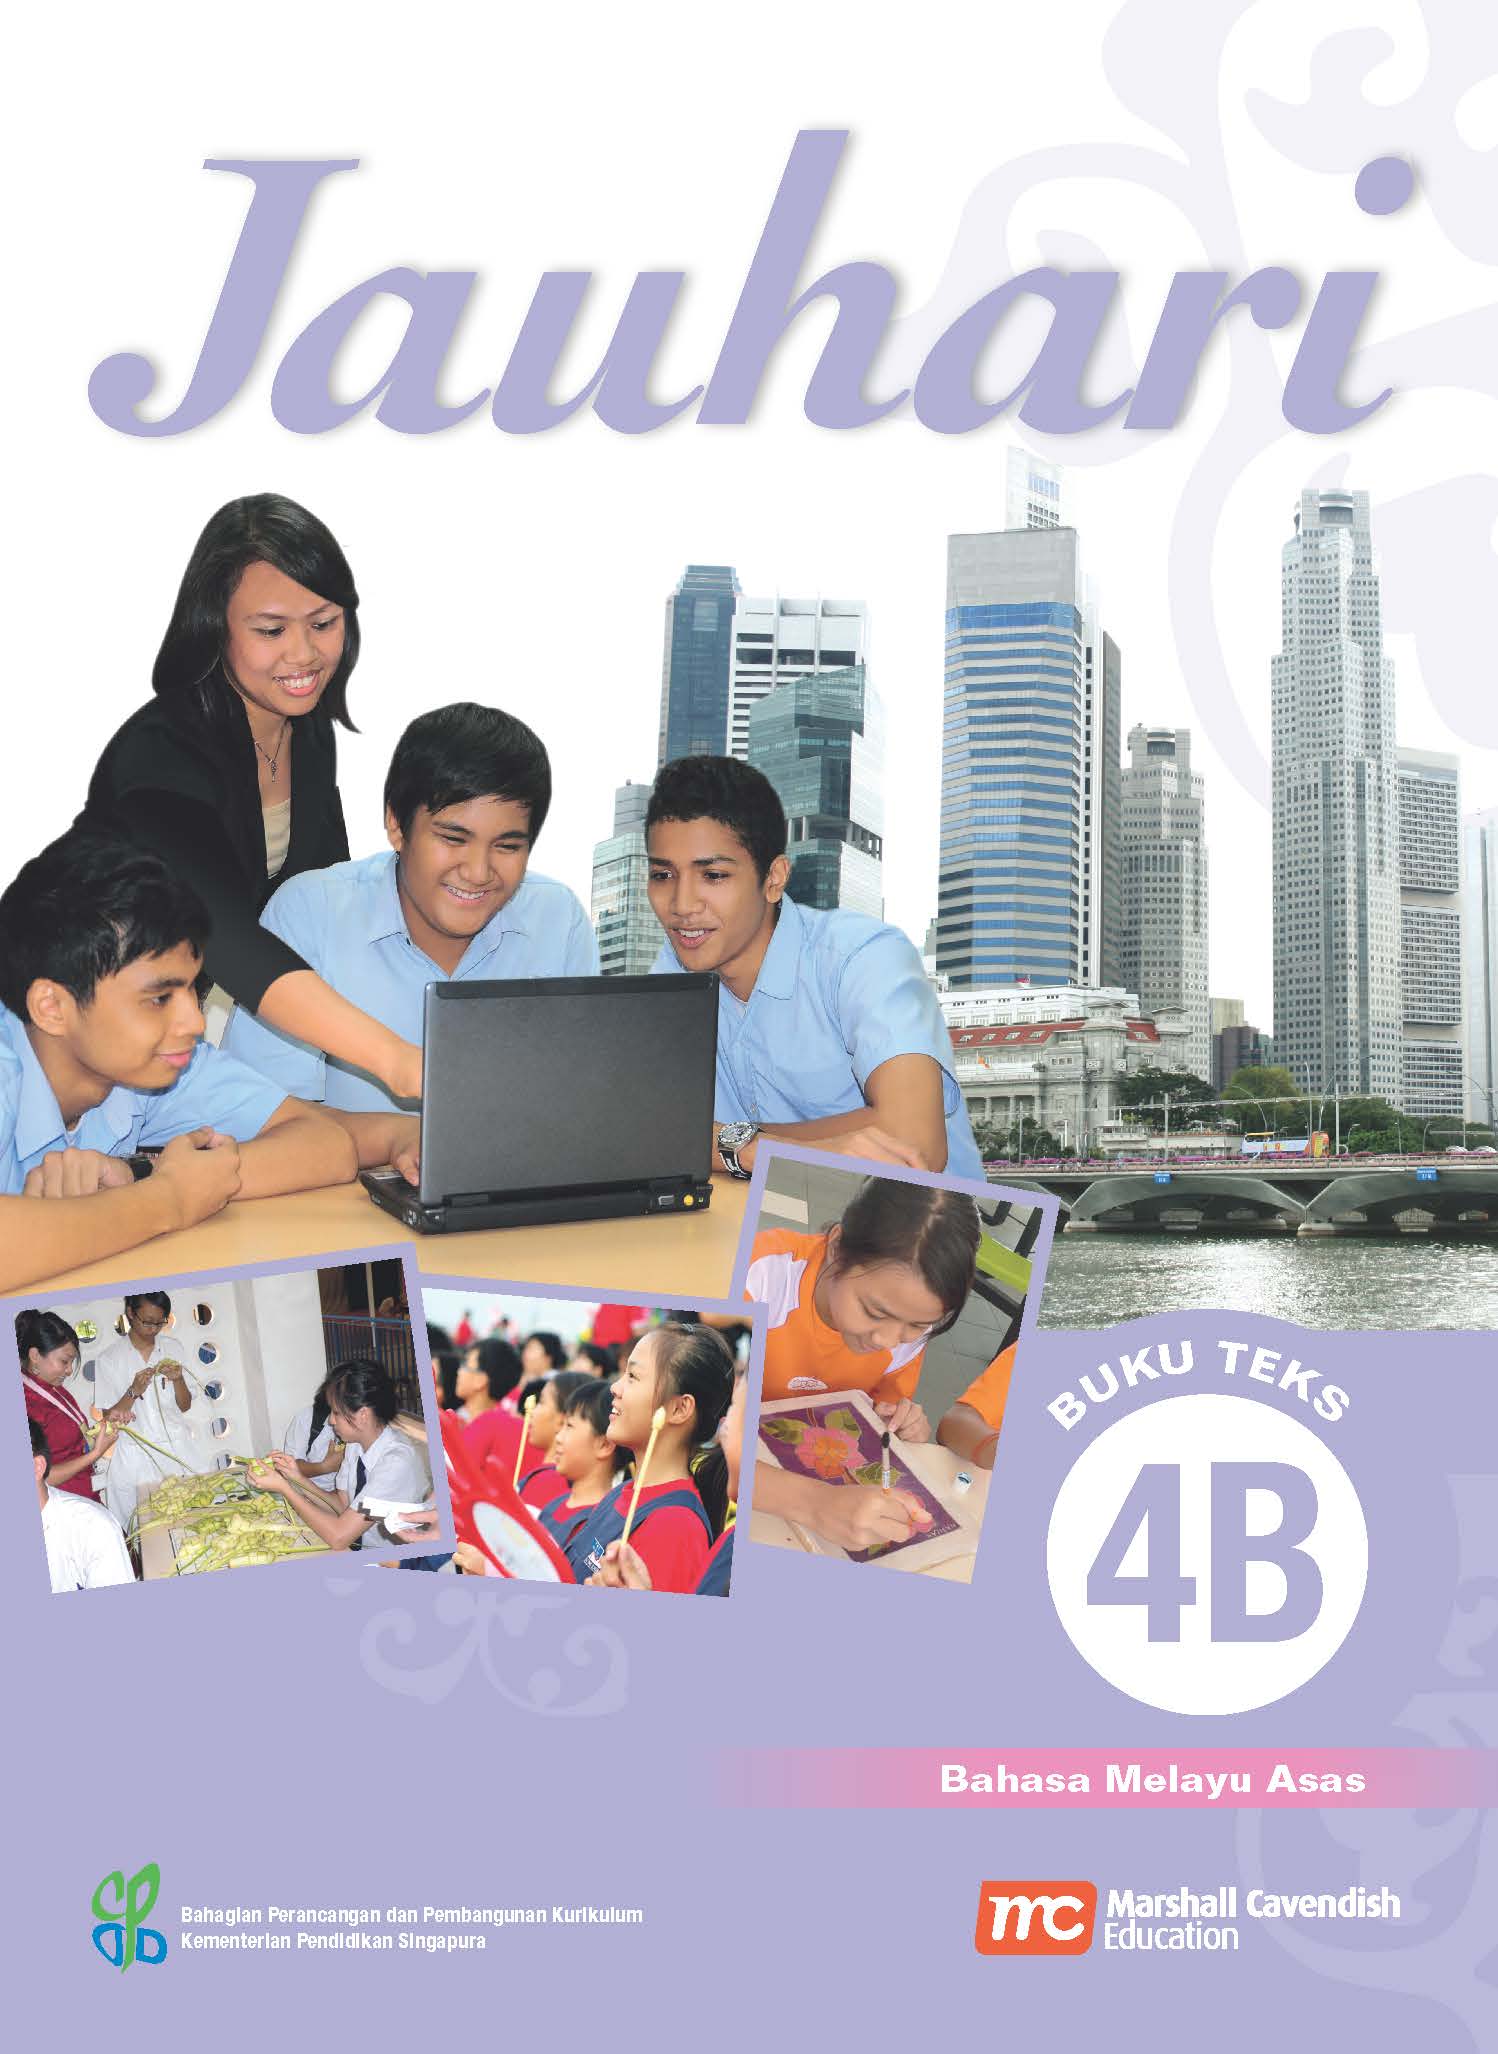 Jauhari
BUKU TEKS
4B
Bahasa Melayu Asas
Bahagian Perancangan dan Pembangunan Kurikulum
Kementerian Pendidikan Singapura
mc Marshall Cavendish
Education